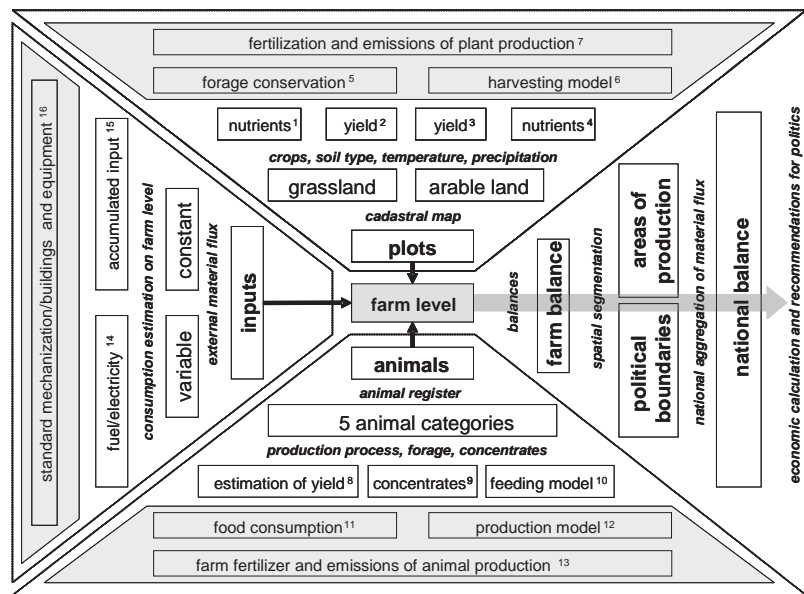 fertilization and emissions of plant production 7
forage conservation 5
harvesting model 6
nutrients 1
yield 2
yield 3
nutrients 4
crops, soil type, temperature, precipitation
grassland
arable land
cadastral map
plots
farm level
animals
animal register
5 animal categories
production process, forage, concentrates
estimation of yield 8
concentrates 9
feeding model 10
food consumption 11
production model 12
farm fertilizer and emissions of animal production 13
standard mechanization/buildings and equipment 16
accumulated input 15
fuel/electricity 14
consumption estimation on farm level
constant
variable
external material flux
inputs
balances
farm balance
spatial segmentation
areas of
production
political
boundaries
national aggregation of material flux
national balance
economic calculation and recommendations for politics